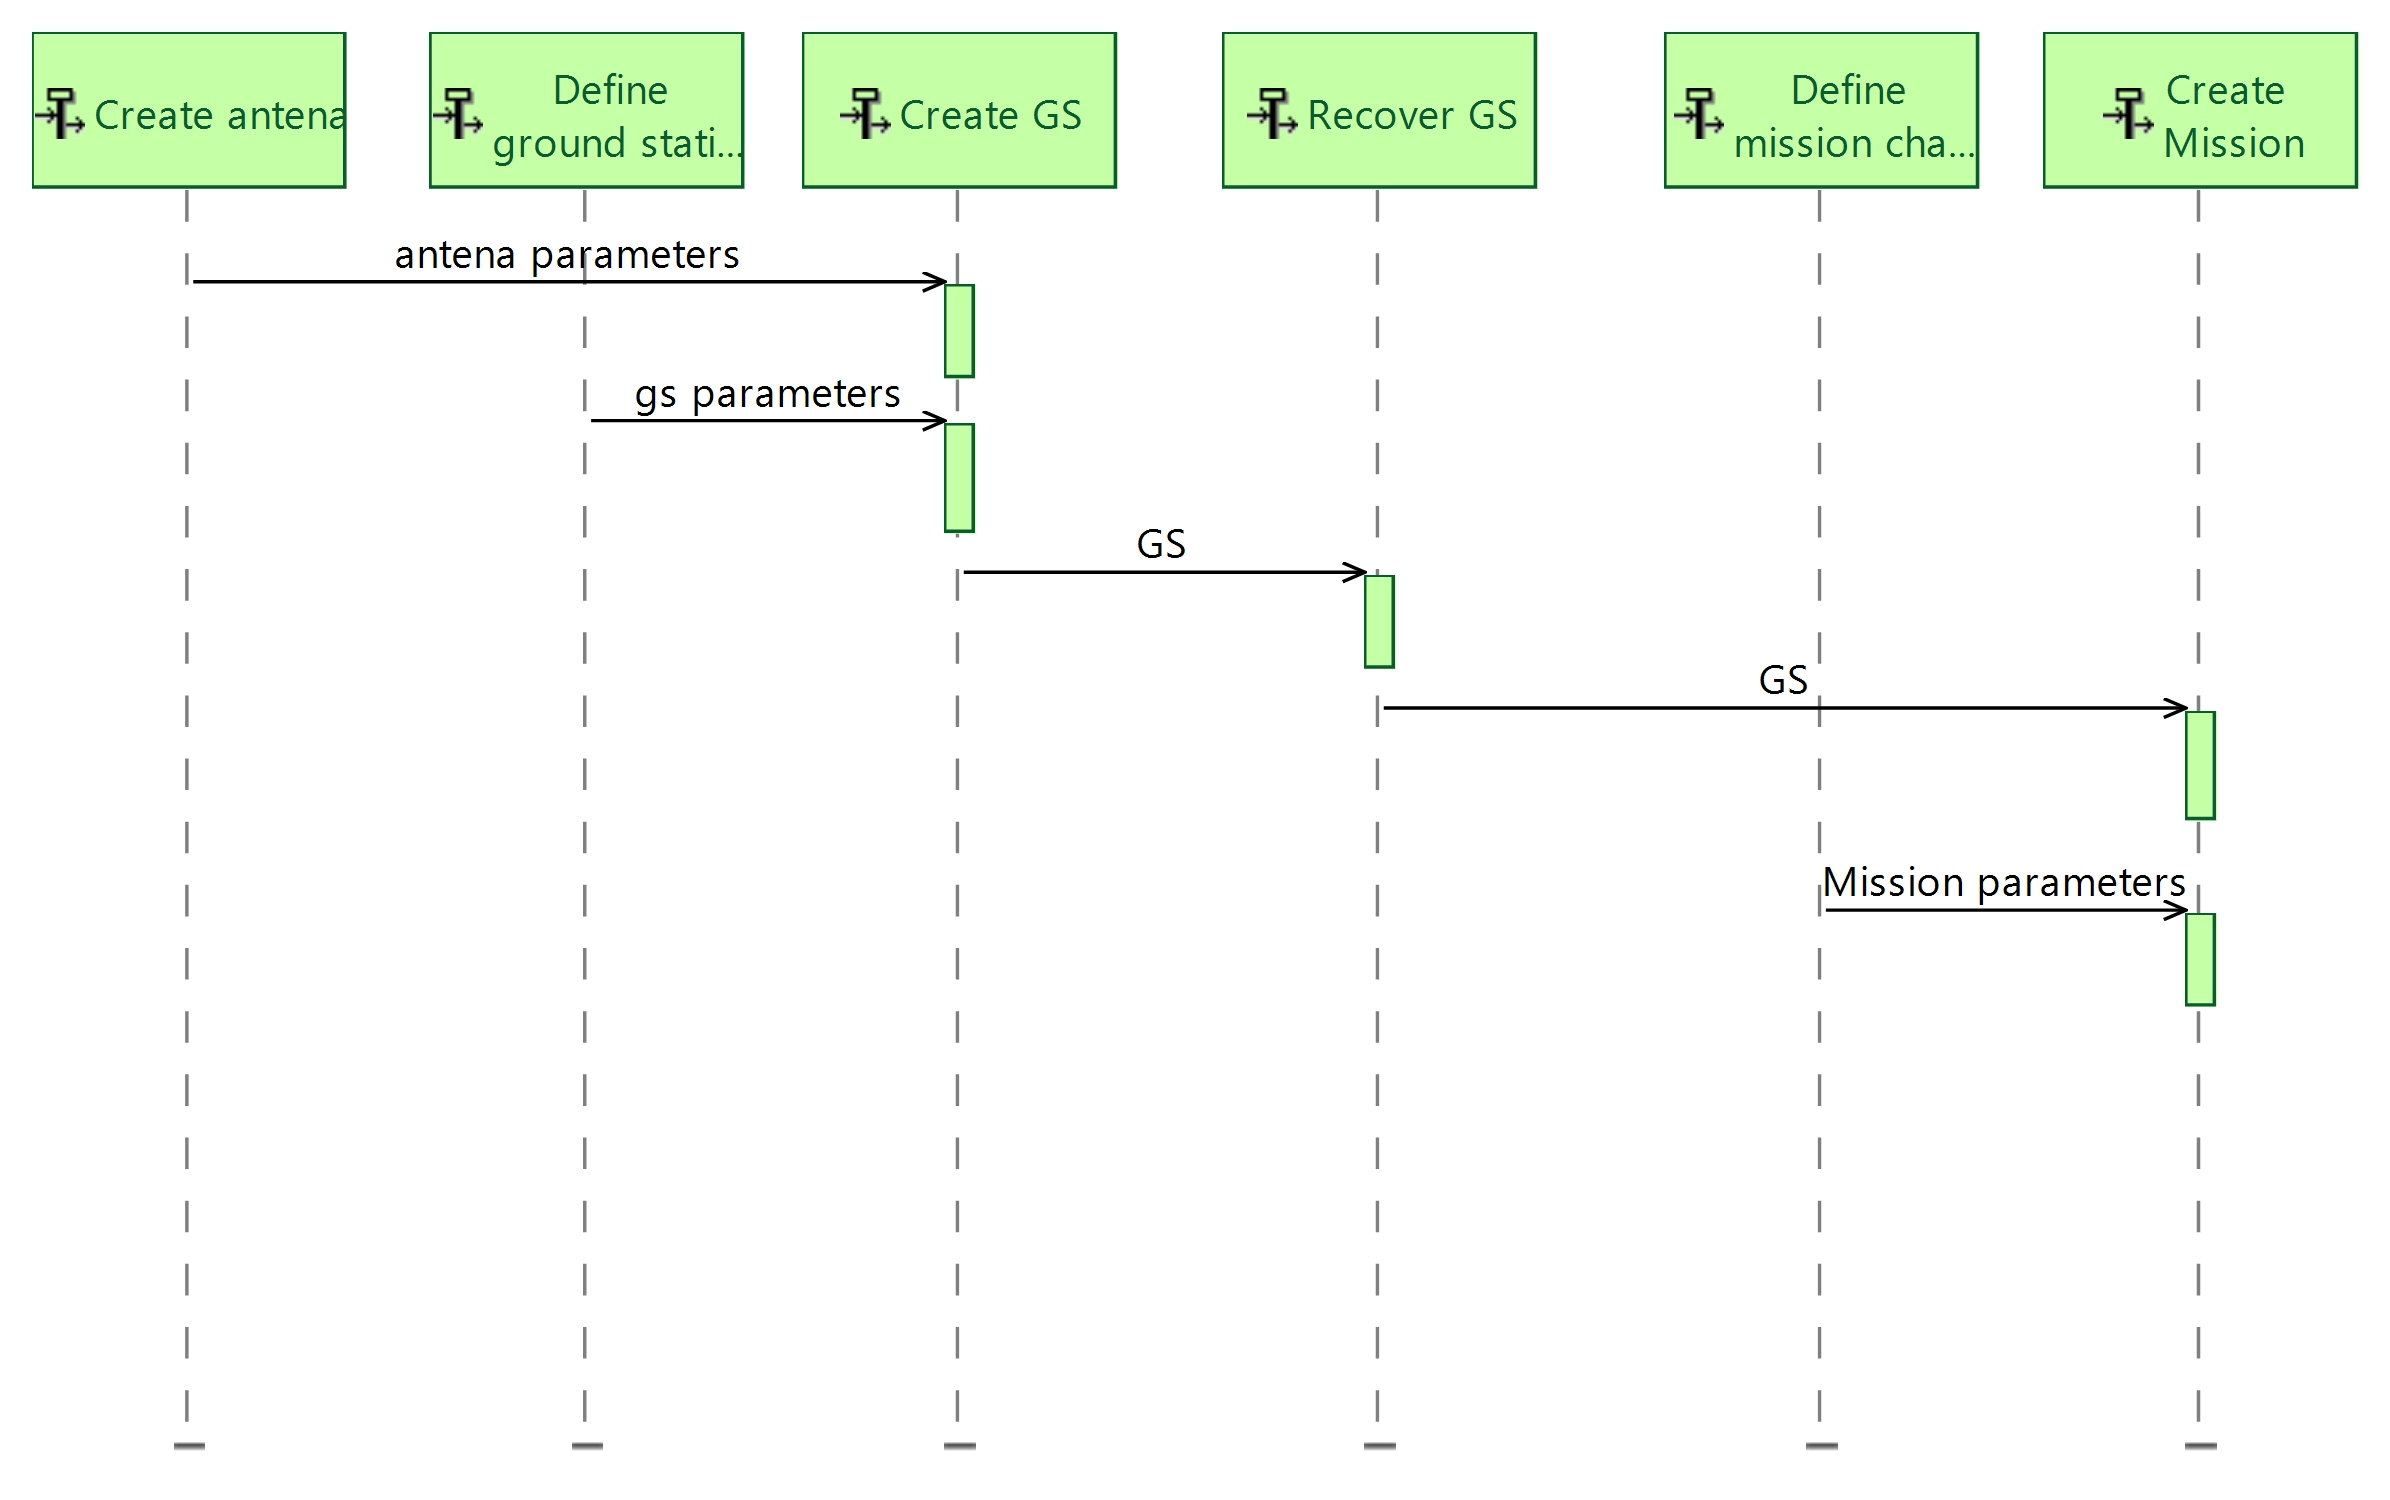 Create antena
Define
ground stati...
Create GS
Recover GS
Define
mission cha...
Create
Mission
antena parameters
gs parameters
GS
GS
Mission parameters